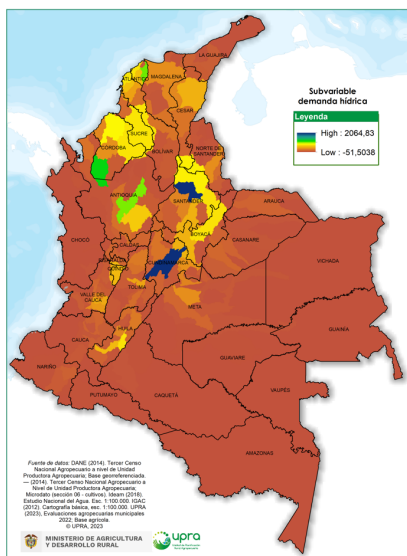 LA GUAJIRA
ATLÁNTICO
MAGDALENA
CESAR
SUCRE
CÓRDOBA
BOLÍVAR
NORTE DE
SANTANDER
ANTIOQUIA
SANTANDER
ARAUCA
BOYACÁ
CHOCÓ
CALDAS
CASANARE
CUNDINAMARCA
VICHADA
VALLE DEL
CAUCA
TOLIMA
META
GUAINÍA
HUILA
CAUCA
GUAVIARE
NARIÑO
VAUPÉS
PUTUMAYO
CAQUETÁ
AMAZONAS
Subvariable
demanda hídrica
Leyenda
High : 2064,83
Low : -51,5038
Fuente de datos: DANE (2014). Tercer Censo
Nacional Agropecuario a nivel de Unidad
Productora Agropecuaria; Base georeferenciada.
— (2014). Tercer Censo Nacional Agropecuario a
Nivel de Unidad Productora Agropecuaria;
Microdato (sección 06 - cultivos). Ideam (2018).
Estudio Nacional del Agua. Esc. 1:100.000. IGAC
(2012). Cartografía básica, esc. 1:100.000. UPRA
(2023), Evaluaciones agropecuarias municipales
2022; Base agrícola.
© UPRA, 2023
MINISTERIO DE AGRICULTURA
Y DESARROLLO RURAL
upra